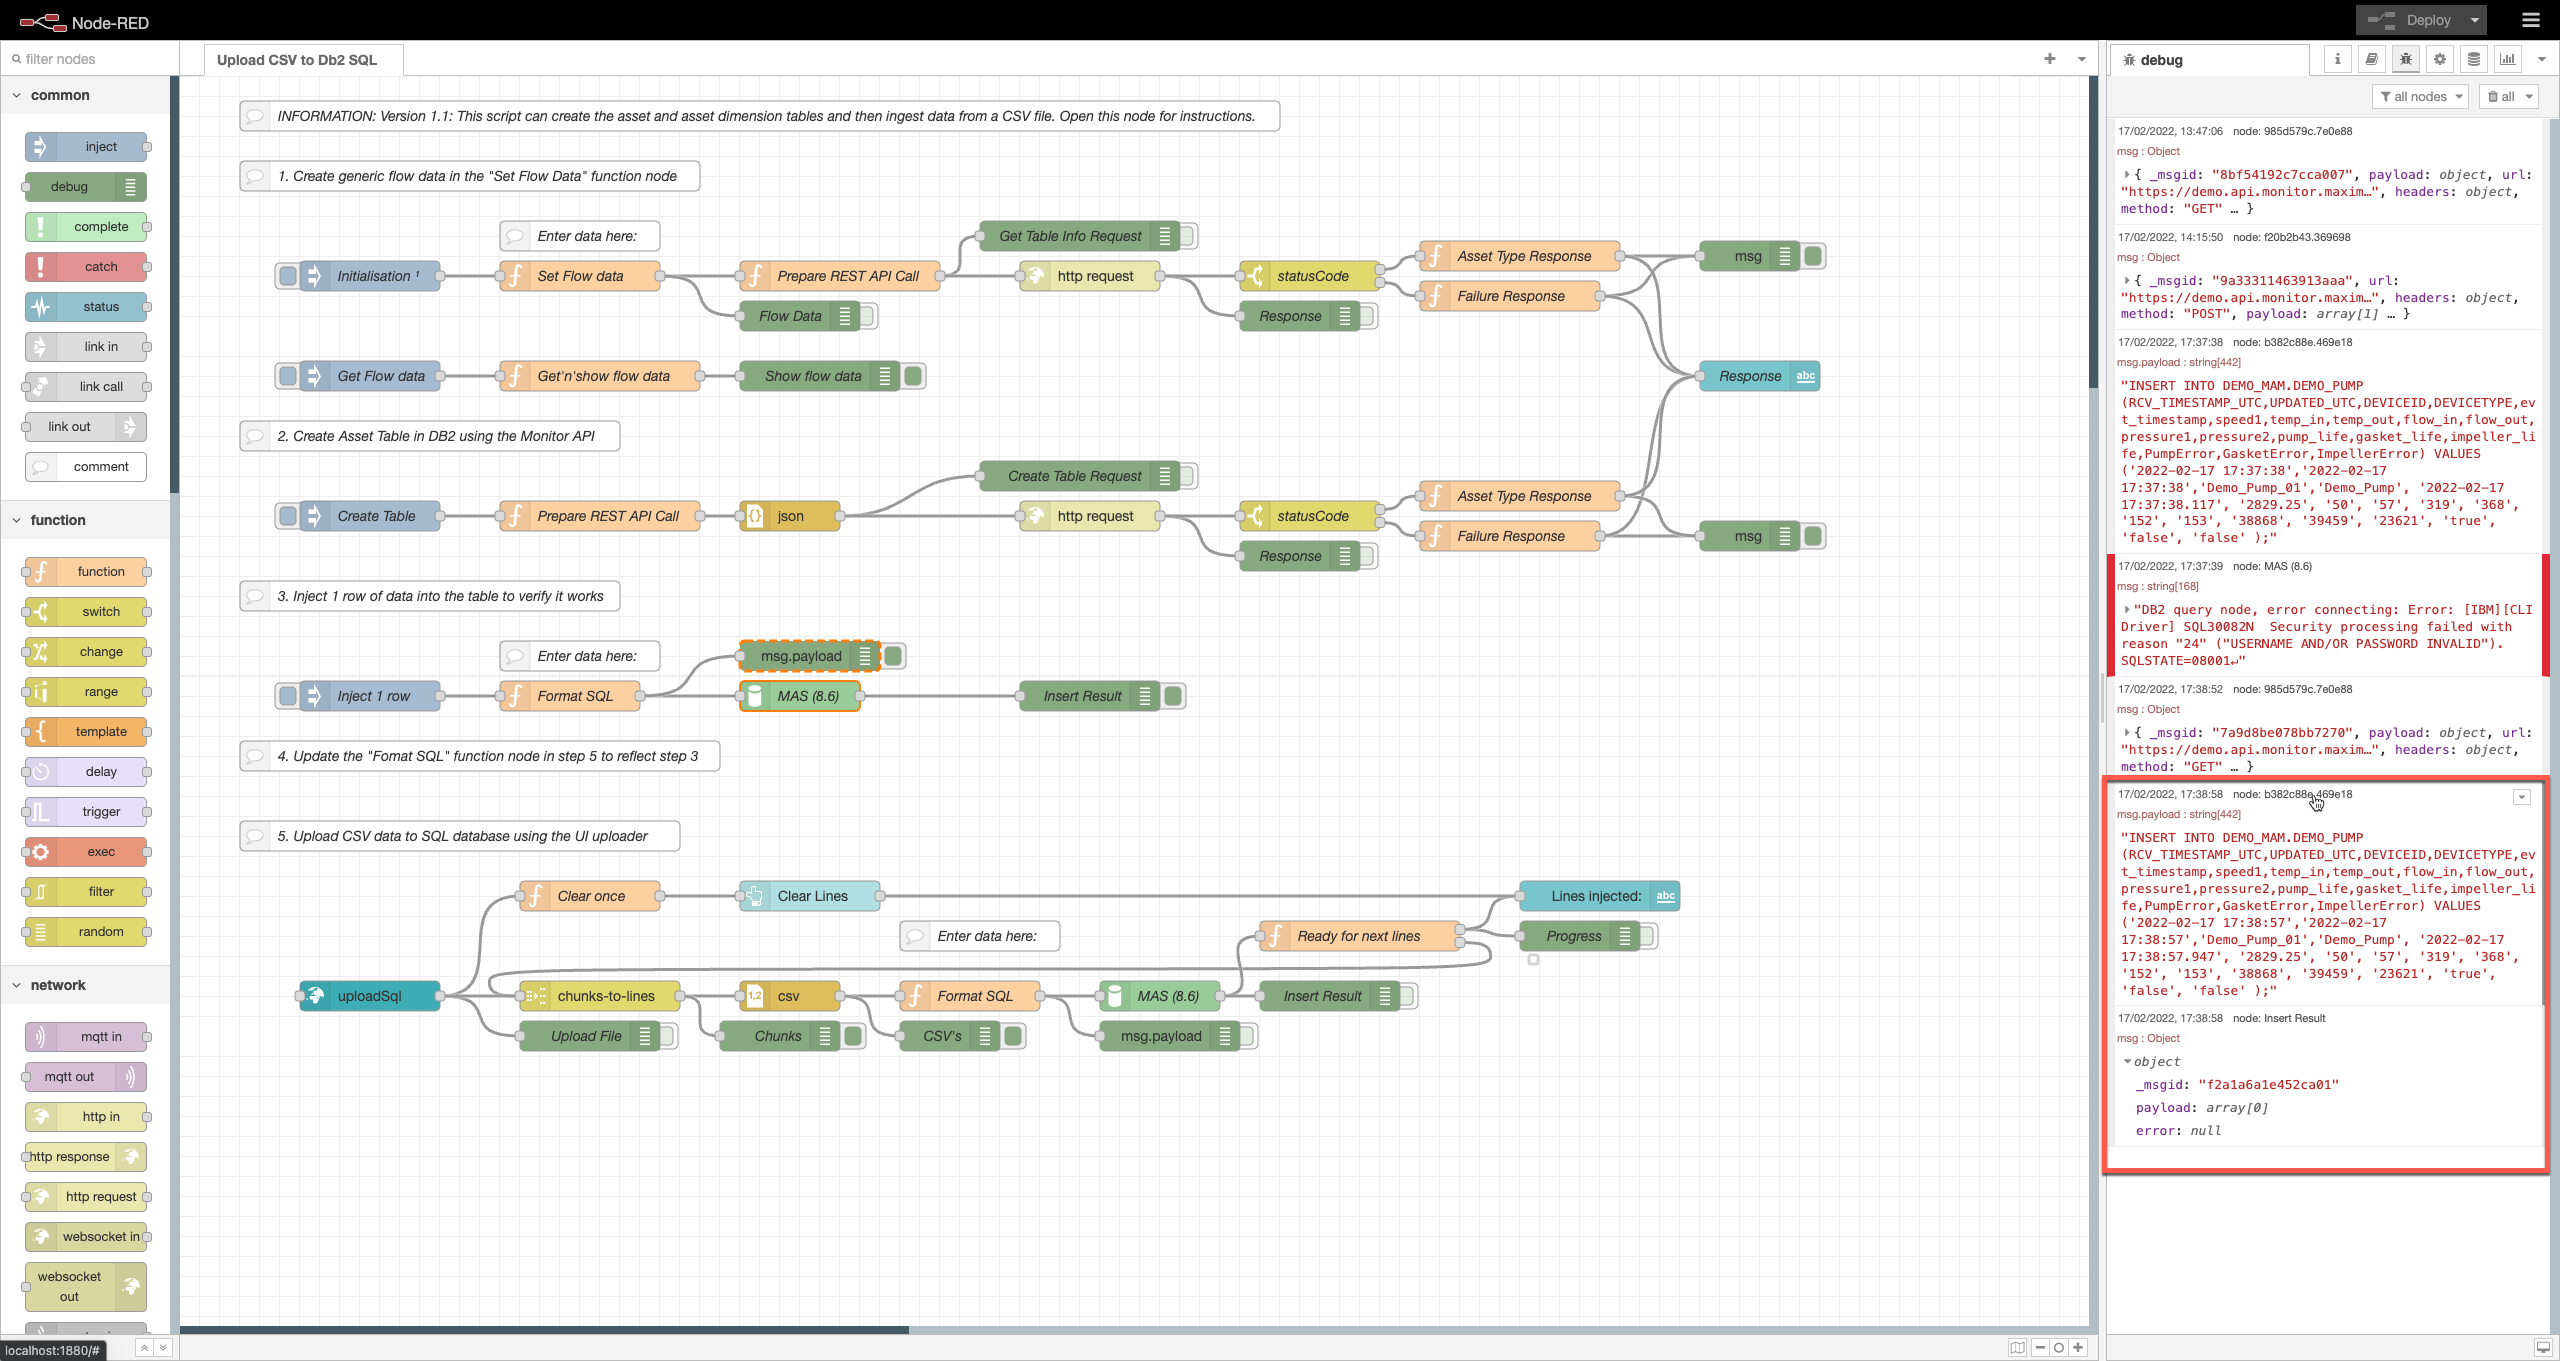 Node-RED
Deploy
filter nodes
common
inject
debug
complete
catch
status
link in
link call
link out
comment
function
function
switch
change
range
template
delay
trigger
exec
filter
random
network
mqtt in
mqtt out
http in
http response
http request
websocket in
websocket
out
localhost:1880/#
Upload CSV to Db2 SQL
INFORMATION: Version 1.1: This script can create the asset and asset dimension tables and then ingest data from a CSV file. Open this node for instructions.
1. Create generic flow data in the "Set Flow Data" function node
Enter data here:
Get Table Info Request
Initialisation ¹
Set Flow data
Prepare REST API Call
http request
statusCode
Asset Type Response
msg
Failure Response
Flow Data
Response
Get Flow data
Get'n'show flow data
Show flow data
Response
abc
2. Create Asset Table in DB2 using the Monitor API
Create Table Request
Create Table
Prepare REST API Call
json
http request
statusCode
Asset Type Response
Failure Response
msg
Response
3. Inject 1 row of data into the table to verify it works
Enter data here:
msg.payload
Inject 1 row
Format SQL
MAS (8.6)
Insert Result
4. Update the "Fomat SQL" function node in step 5 to reflect step 3
5. Upload CSV data to SQL database using the UI uploader
Clear once
Clear Lines
Lines injected:
abc
Enter data here:
Ready for next lines
Progress
uploadSql
chunks-to-lines
1,2
csv
Format SQL
MAS (8.6)
Insert Result
Upload File
Chunks
CSV's
msg.payload
debug
i
all nodes
all
17/02/2022, 13:47:06 node: 985d579c.7e0e88
msg : Object
{ _msgid: "8bf54192c7cca007", payload: object, url:
"https://demo.api.monitor.maxim…", headers: object,
method: "GET" … }
17/02/2022, 14:15:50 node: f20b2b43.369698
msg : Object
{ _msgid: "9a33311463913aaa", url:
"https://demo.api.monitor.maxim…", headers: object,
method: "POST", payload: array[1] … }
17/02/2022, 17:37:38 node: b382c88e.469e18
msg.payload : string[442]
"INSERT INTO DEMO_MAM.DEMO_PUMP
(RCV_TIMESTAMP_UTC,UPDATED_UTC,DEVICEID,DEVICETYPE,ev
t_timestamp,speed1,temp_in,temp_out,flow_in,flow_out,
pressure1,pressure2,pump_life,gasket_life,impeller_li
fe,PumpError,GasketError,ImpellerError) VALUES
('2022-02-17 17:37:38','2022-02-17
17:37:38','Demo_Pump_01','Demo_Pump', '2022-02-17
17:37:38.117', '2829.25', '50', '57', '319', '368',
'152', '153', '38868', '39459', '23621', 'true',
'false', 'false' );"
17/02/2022, 17:37:39 node: MAS (8.6)
msg : string[168]
"DB2 query node, error connecting: Error: [IBM][CLI
Driver] SQL30082N  Security processing failed with
reason "24" ("USERNAME AND/OR PASSWORD INVALID").
SQLSTATE=08001↵"
17/02/2022, 17:38:52 node: 985d579c.7e0e88
msg : Object
{ _msgid: "7a9d8be078bb7270", payload: object, url:
"https://demo.api.monitor.maxim…", headers: object,
method: "GET" … }
17/02/2022, 17:38:58 node: b382c88e.469e18
msg.payload : string[442]
"INSERT INTO DEMO_MAM.DEMO_PUMP
(RCV_TIMESTAMP_UTC,UPDATED_UTC,DEVICEID,DEVICETYPE,ev
t_timestamp,speed1,temp_in,temp_out,flow_in,flow_out,
pressure1,pressure2,pump_life,gasket_life,impeller_li
fe,PumpError,GasketError,ImpellerError) VALUES
('2022-02-17 17:38:57','2022-02-17
17:38:57','Demo_Pump_01','Demo_Pump', '2022-02-17
17:38:57.947', '2829.25', '50', '57', '319', '368',
'152', '153', '38868', '39459', '23621', 'true',
'false', 'false' );"
17/02/2022, 17:38:58 node: Insert Result
msg : Object
object
_msgid: "f2a1a6a1e452ca01"
payload: array[0]
error: null